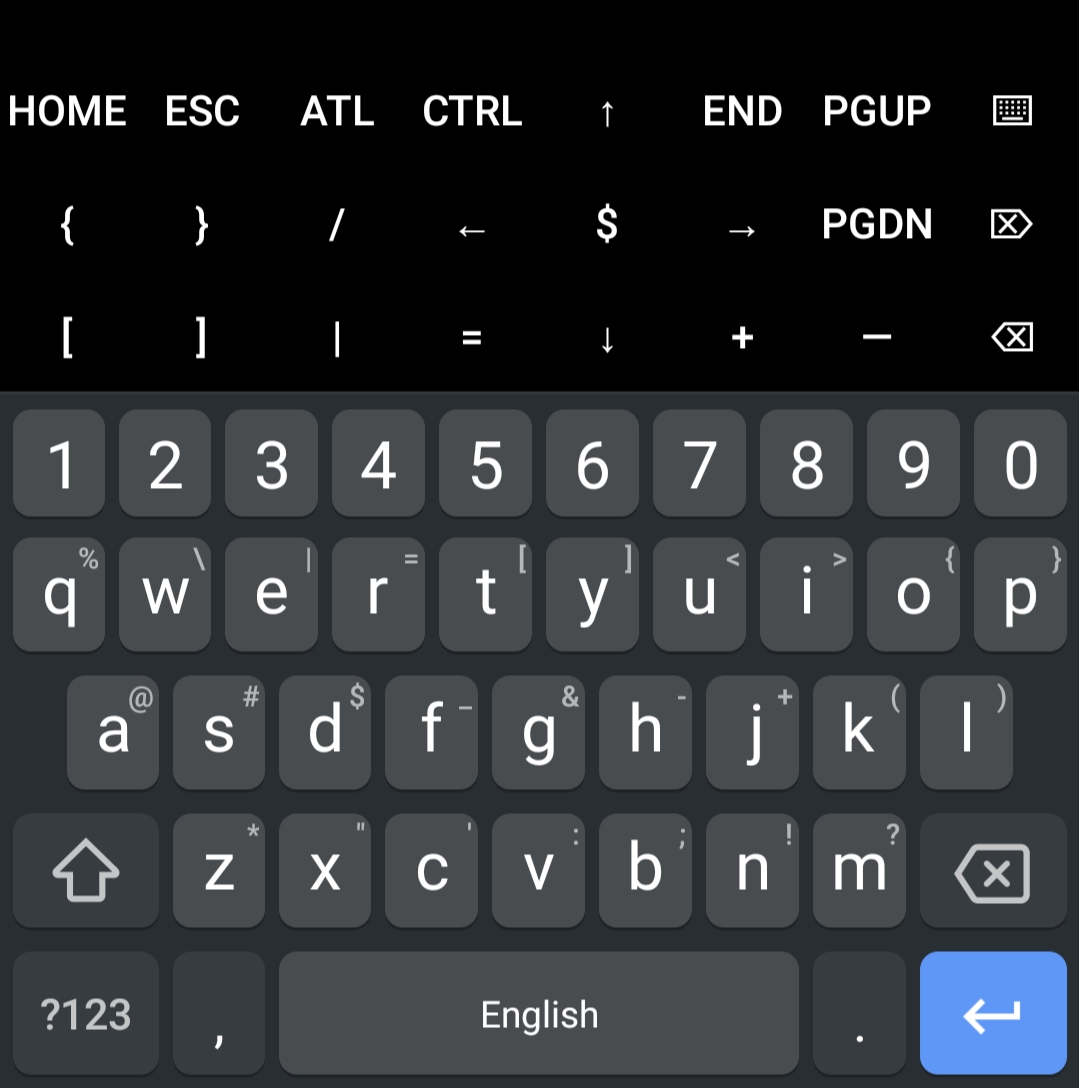 HOME ESC ATL CTRL ↑ END PGUP
{ } / ← $ → PGDN ⌦
[ ] | = ↓ + — ⌫
1 2 3 4 5 6 7 8 9 0
q % w \ e | r = t [ y ] u < i > o { p }
a @ s # d $ f _ g & h - j + k ( l )
z * x " c ' v : b ; n ! m ?
?123 , English .